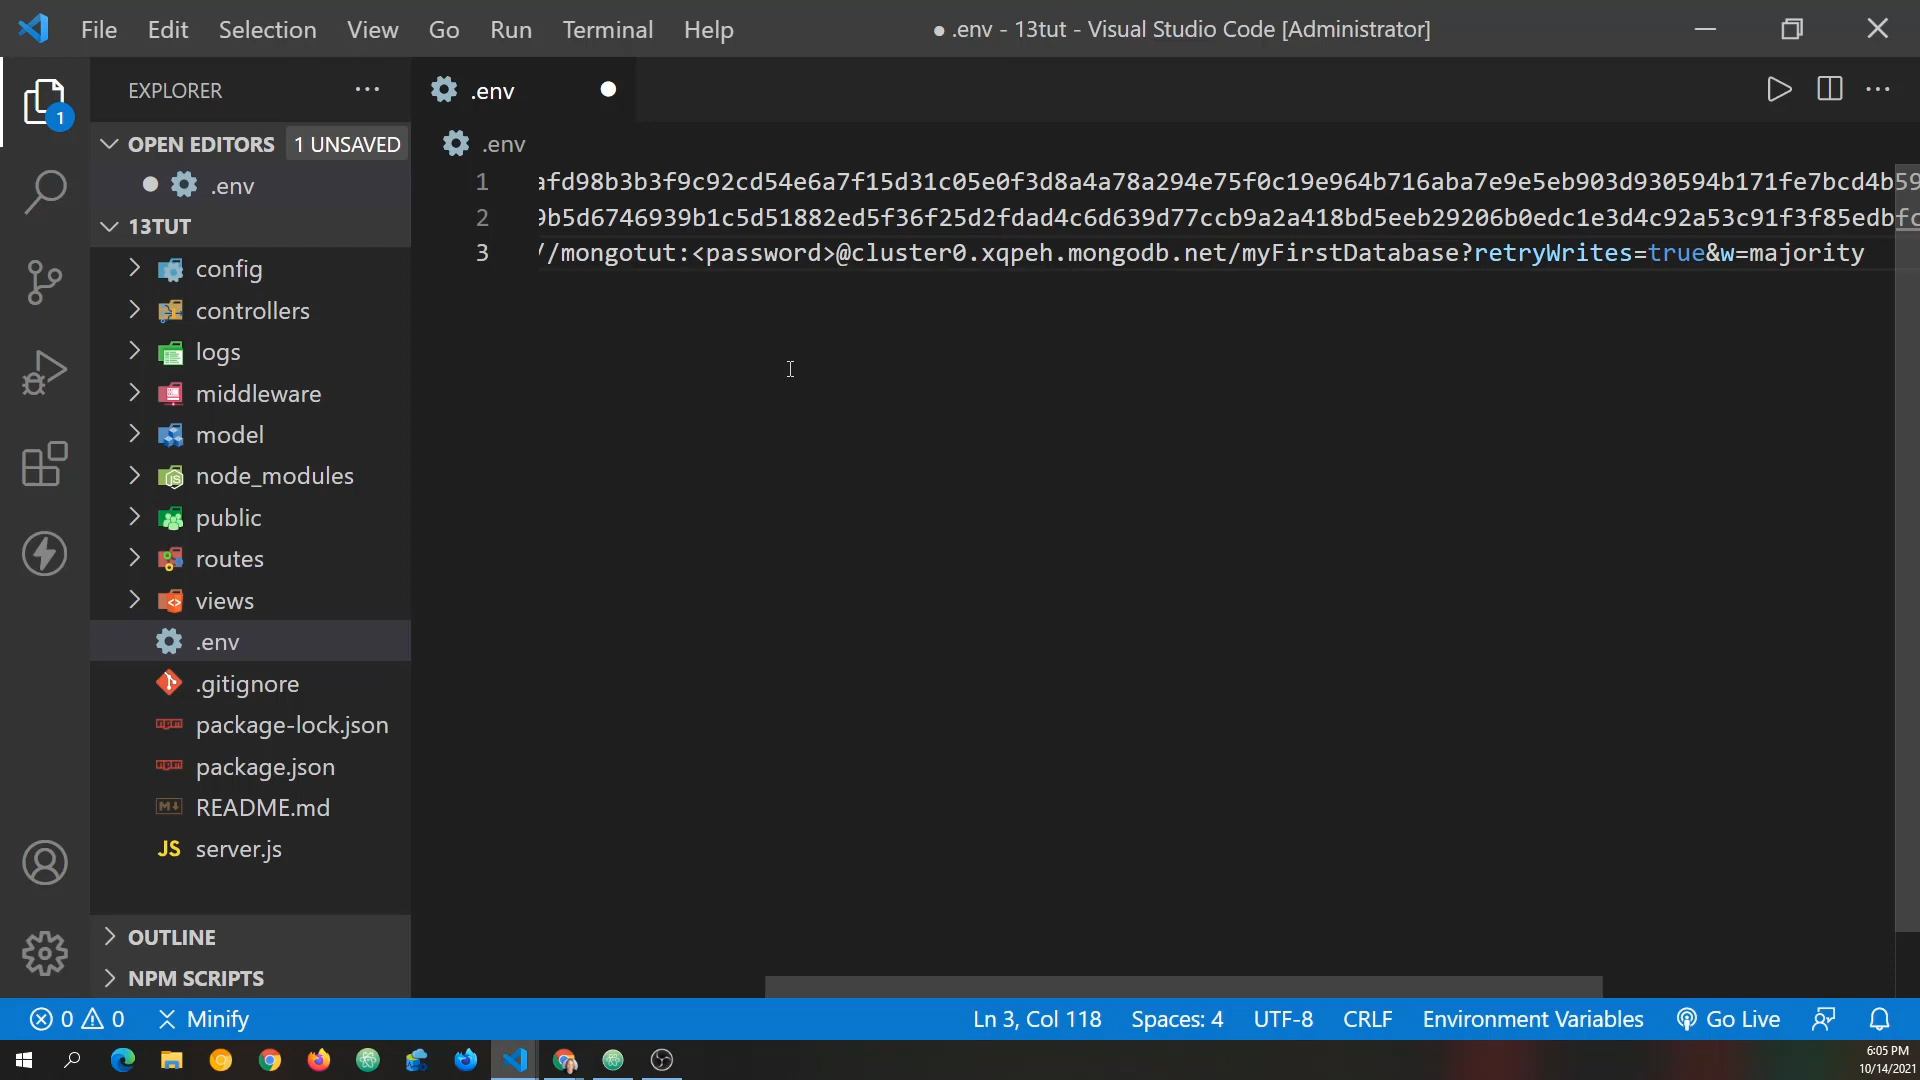 File Edit Selection View Go Run Terminal Help
● .env - 13tut - Visual Studio Code [Administrator]
EXPLORER
1
OPEN EDITORS
1 UNSAVED
.env
13TUT
config
controllers
logs
middleware
model
node_modules
public
routes
views
.env
.gitignore
package-lock.json
package.json
README.md
JS server.js
OUTLINE
NPM SCRIPTS
.env
.env
1 afd98b3b3f9c92cd54e6a7f15d31c05e0f3d8a4a78a294e75f0c19e964b716aba7e9e5eb903d930594b171fe7bcd4b59
2 9b5d6746939b1c5d51882ed5f36f25d2fdad4c6d639d77ccb9a2a418bd5eeb29206b0edc1e3d4c92a53c91f3f85edbfc
3 //mongotut:<password>@cluster0.xqpeh.mongodb.net/myFirstDatabase?retryWrites=true&w=majority
0 0 Minify
Ln 3, Col 118 Spaces: 4 UTF-8 CRLF Environment Variables Go Live
6:05 PM
10/14/2021